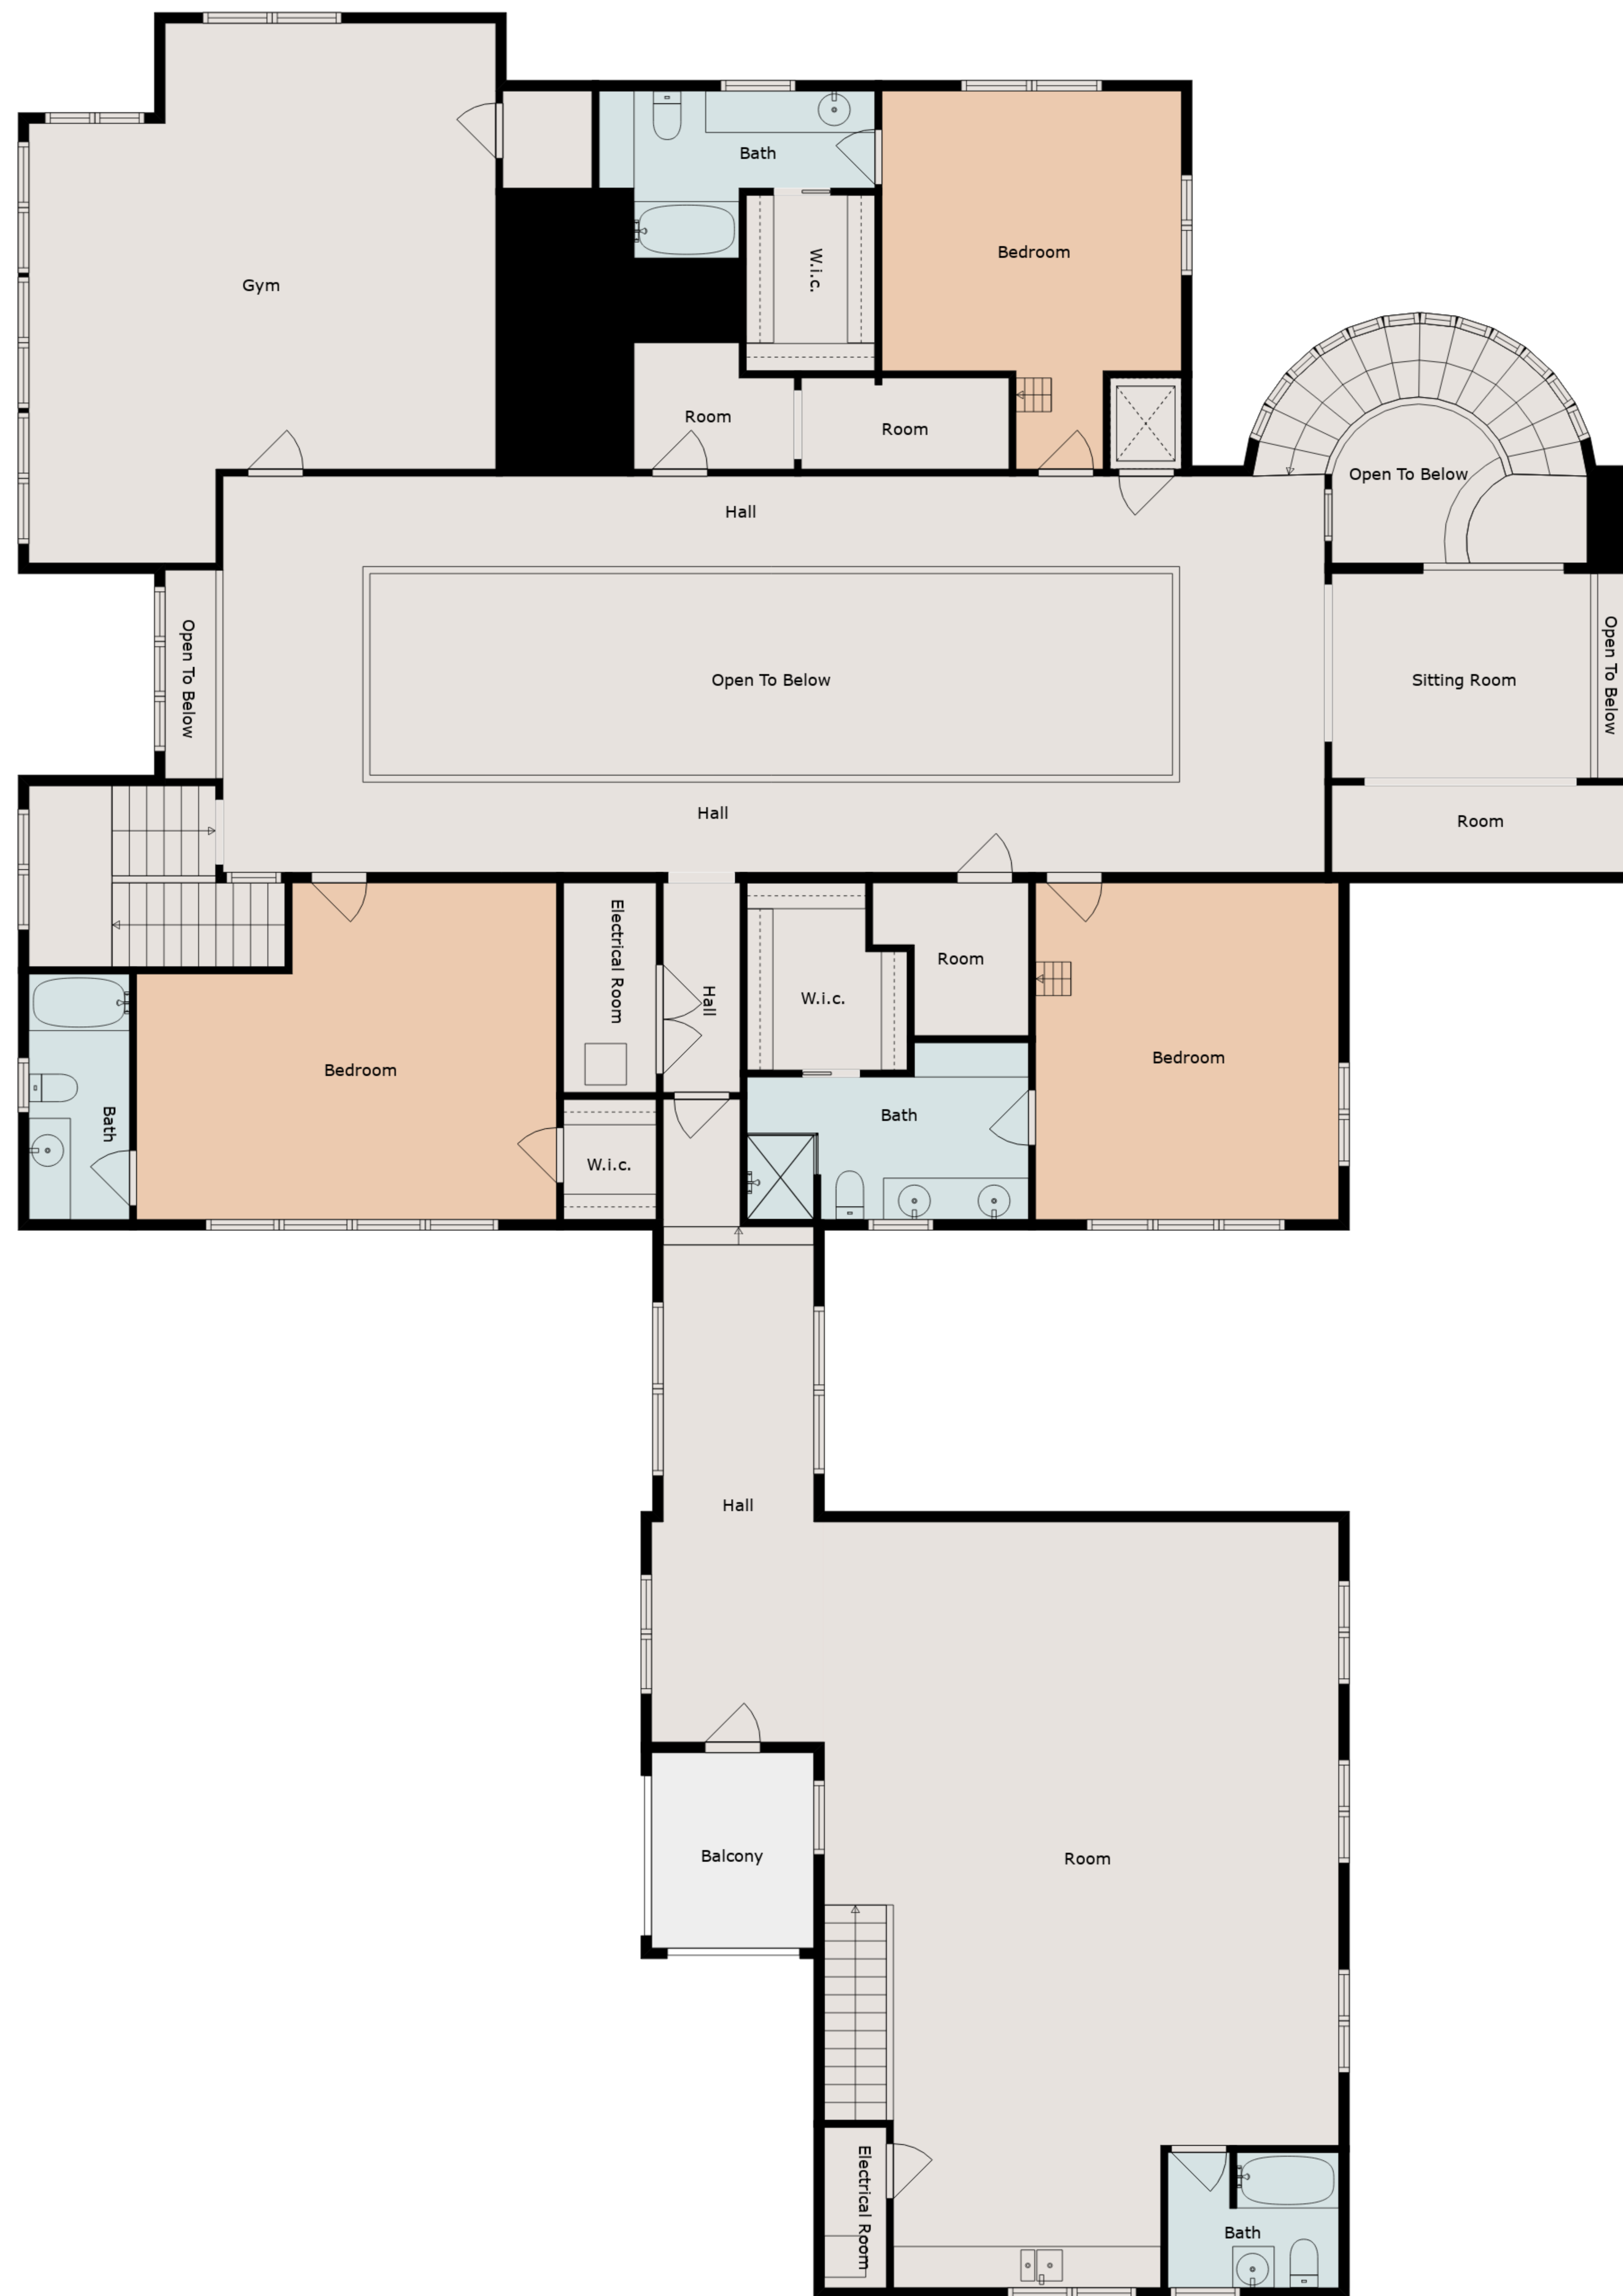 Bath
Bedroom
W.i.c.
Gym
Room
Room
Open To Below
Hall
Open To Below
Open To Below
Sitting Room
Open To Below
Hall
Room
Electrical Room
Hall
Room
W.i.c.
Bedroom
Bedroom
Bath
Bath
W.i.c.
Hall
Balcony
Room
Electrical Room
Bath